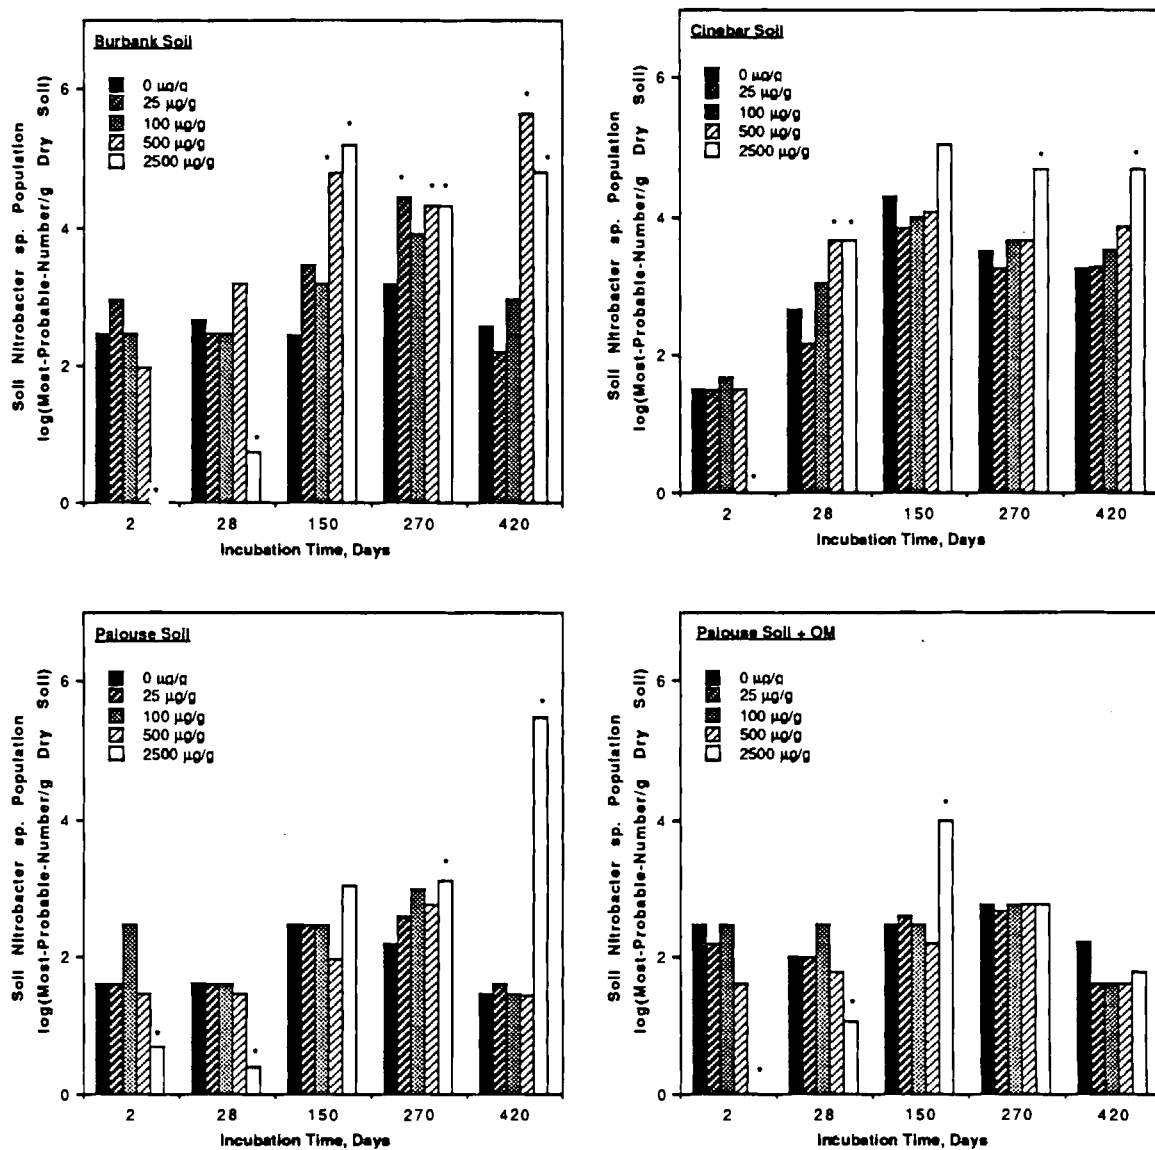 Burbank Soil
0 µg/g
25 µg/g
100 µg/g
500 µg/g
2500 µg/g
Soil Nitrobacter sp. Population
log(Most-Probable-Number/g Dry Soil)
6
4
2
0
2 28 150 270 420
Incubation Time, Days
Cinebar Soil
0 µg/g
25 µg/g
100 µg/g
500 µg/g
2500 µg/g
Soil Nitrobacter sp. Population
log(Most-Probable-Number/g Dry Soil)
6
4
2
0
2 28 150 270 420
Incubation Time, Days
Palouse Soil
0 µg/g
25 µg/g
100 µg/g
500 µg/g
2500 µg/g
Soil Nitrobacter sp. Population
log(Most-Probable-Number/g Dry Soil)
6
4
2
0
2 28 150 270 420
Incubation Time, Days
Palouse Soil + OM
0 µg/g
25 µg/g
100 µg/g
500 µg/g
2500 µg/g
Soil Nitrobacter sp. Population
log(Most-Probable-Number/g Dry Soil)
6
4
2
0
2 28 150 270 420
Incubation Time, Days